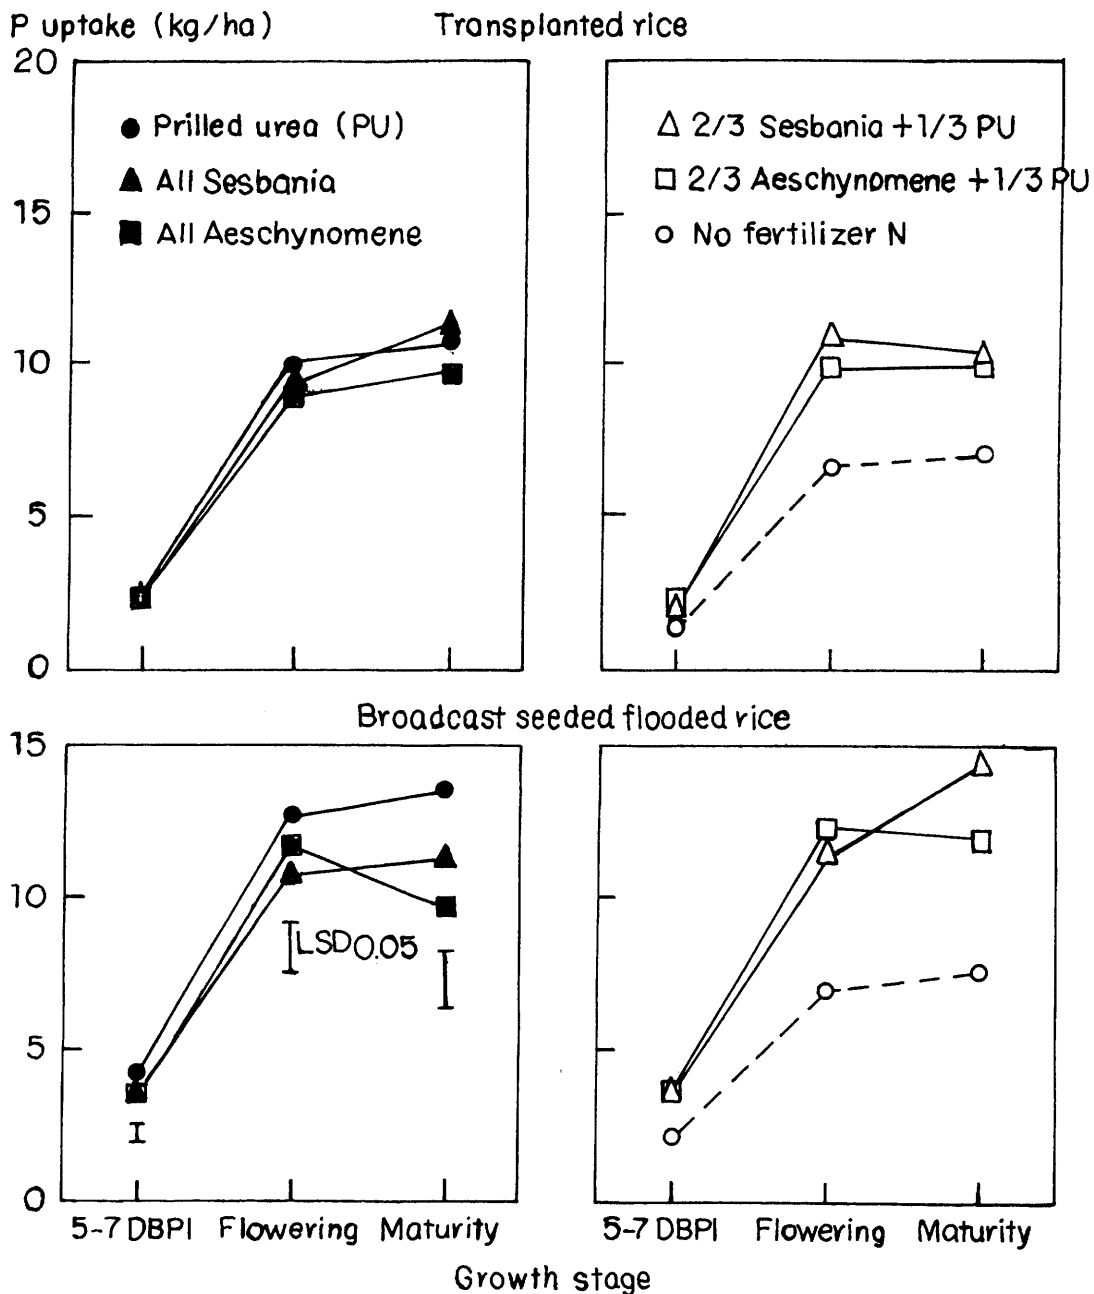 P uptake (kg/ha)
Transplanted rice
20
15
10
5
0
Prilled urea (PU)
All Sesbania
All Aeschynomene
2/3 Sesbania +1/3 PU
2/3 Aeschynomene +1/3 PU
No fertilizer N
Broadcast seeded flooded rice
15
10
5
0
LSD0.05
5-7 DBPI Flowering Maturity
5-7 DBPI Flowering Maturity
Growth stage